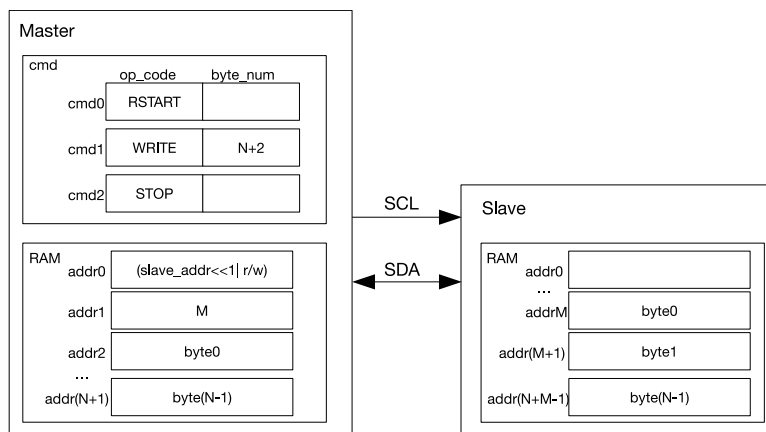 Master
cmd
op_code byte_num
cmd0 RSTART
cmd1 WRITE N+2
cmd2 STOP
RAM
addr0 (slave_addr<<1| r/w)
addr1 M
addr2 byte0
...
addr(N+1) byte(N-1)
SCL
SDA
Slave
RAM
addr0
...
addrM byte0
addr(M+1) byte1
addr(N+M-1) byte(N-1)